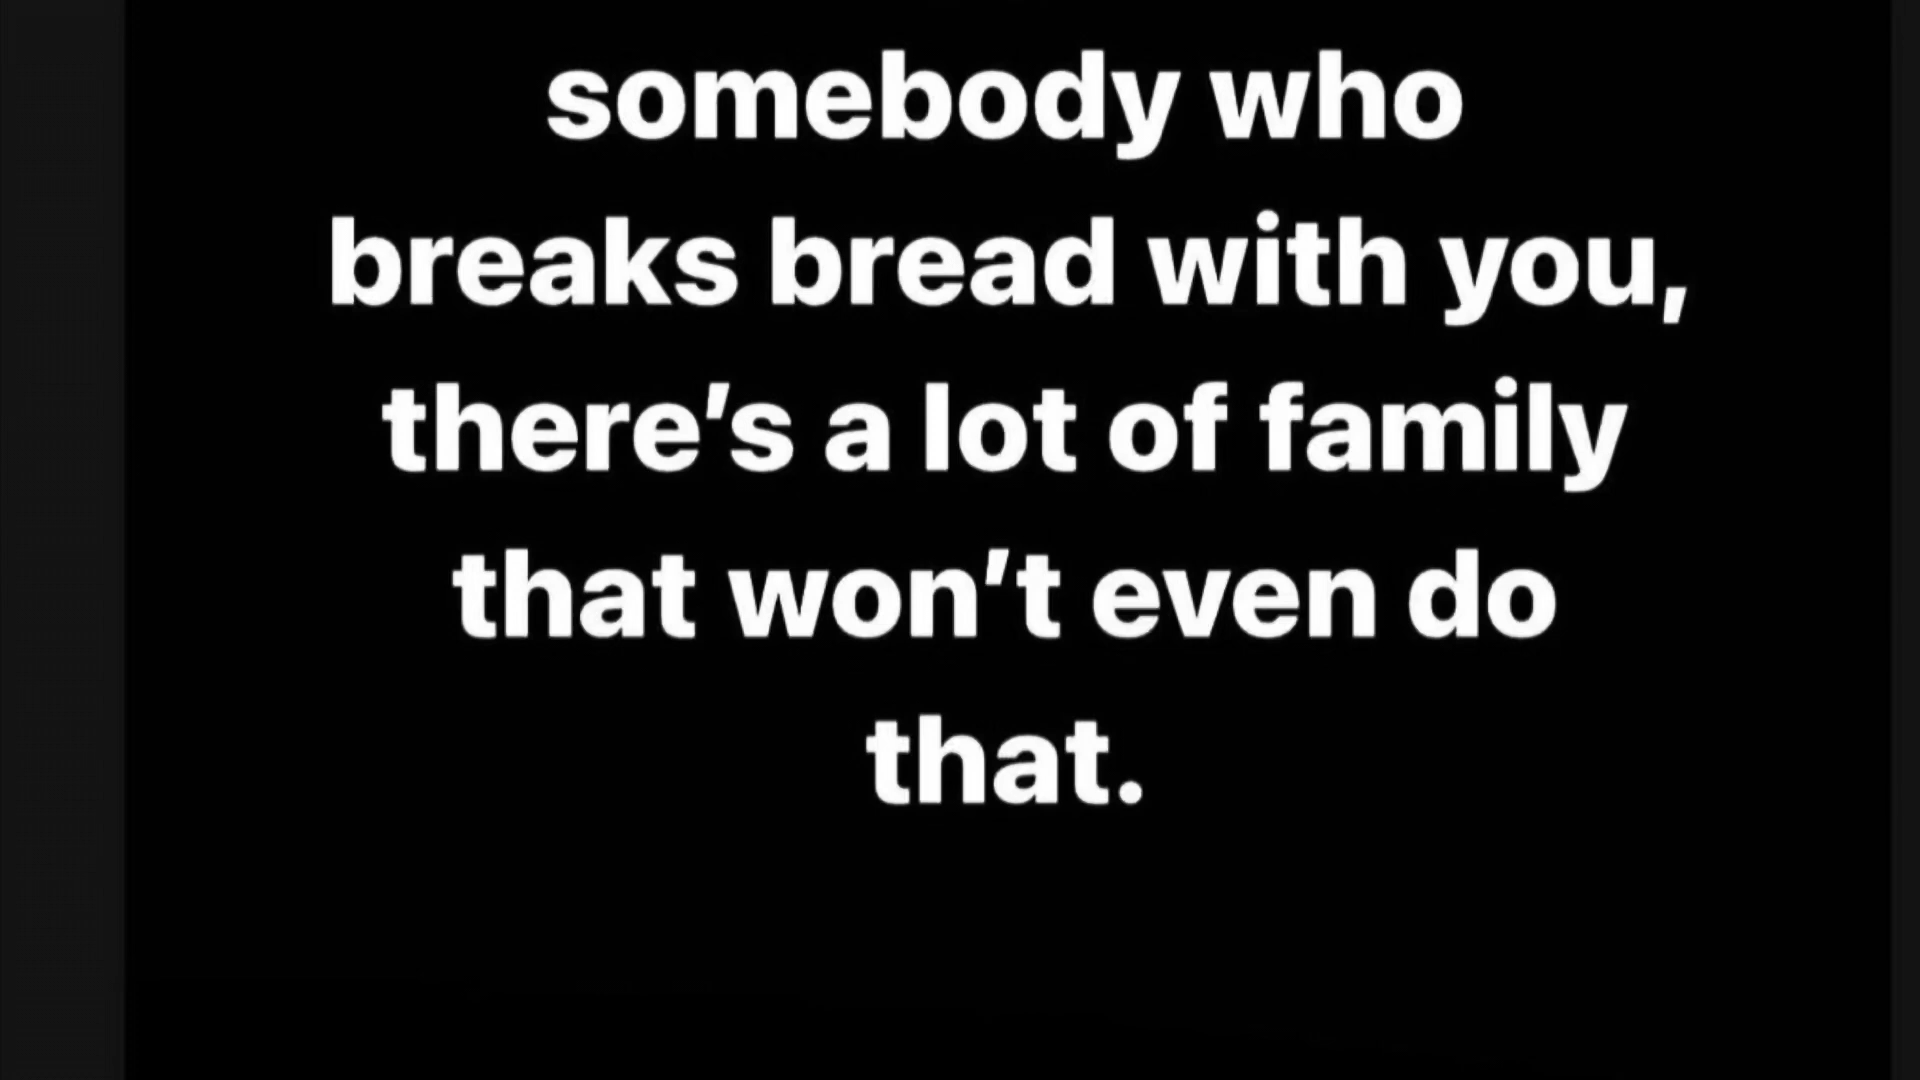 somebody who
breaks bread with you,
there’s a lot of family
that won’t even do
that.